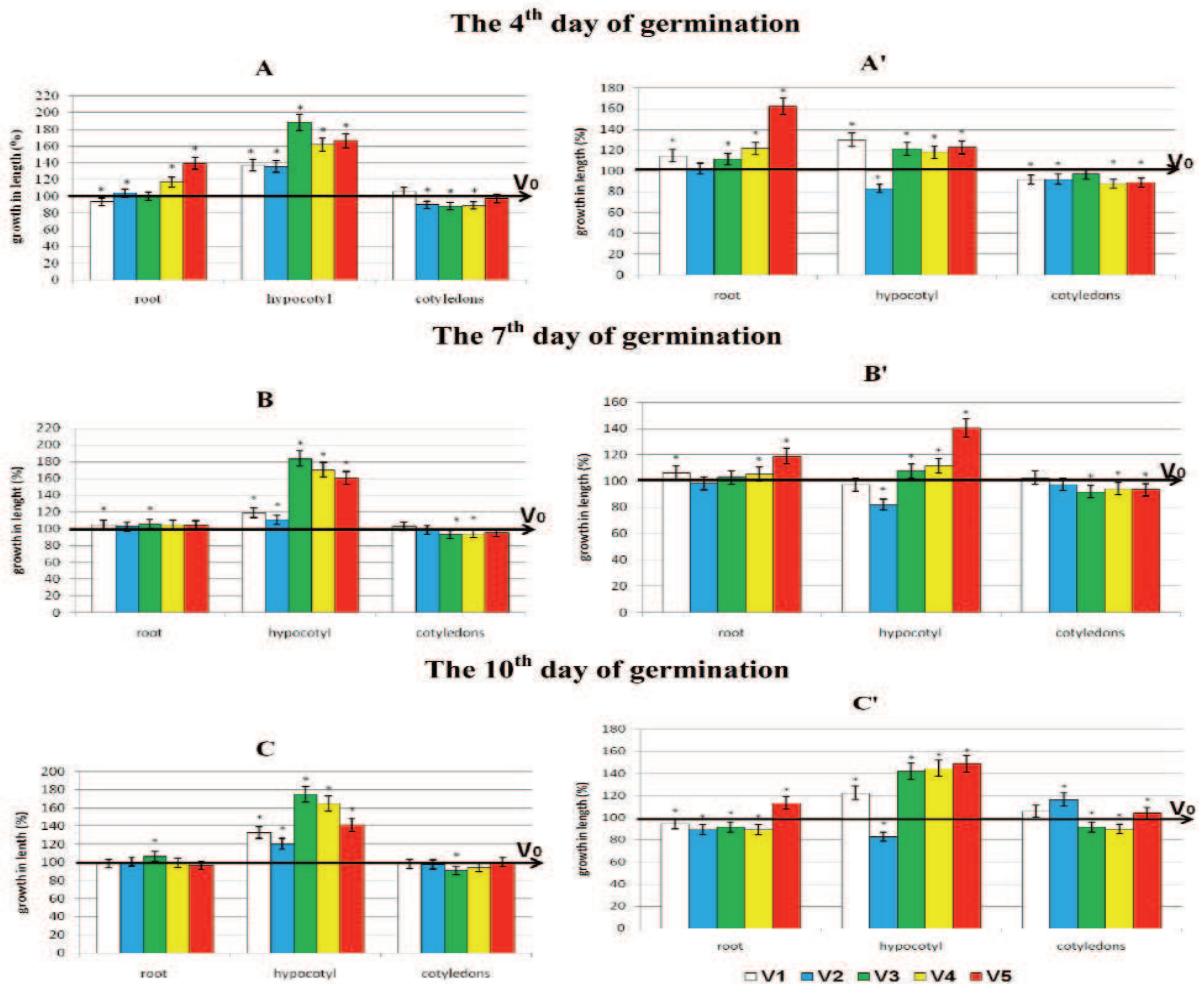 The 4th day of germination
A
growth in length (%)
220
200
180
160
140
120
100
80
60
40
20
0
* * * * * * * * * * * *
V0
root hypocotyl cotyledons
A'
growth in length (%)
180
160
140
120
100
80
60
40
20
0
* * * * * * * * * * * * *
V0
root hypocotyl cotyledons
The 7th day of germination
B
growth in lenght (%)
220
200
180
160
140
120
100
80
60
40
20
0
* * * * * * * * *
V0
root hypocotyl cotyledons
B'
growth in length (%)
160
140
120
100
80
60
40
20
0
* * * * * * * * * *
V0
root hypocotyl cotyledons
The 10th day of germination
C
growth in lenth (%)
200
180
160
140
120
100
80
60
40
20
0
* * * * * * *
V0
root hypocotyl cotyledons
C'
growth in length (%)
180
160
140
120
100
80
60
40
20
0
* * * * * * * * * * * * * *
V0
root hypocotyl cotyledons
V1 V2 V3 V4 V5